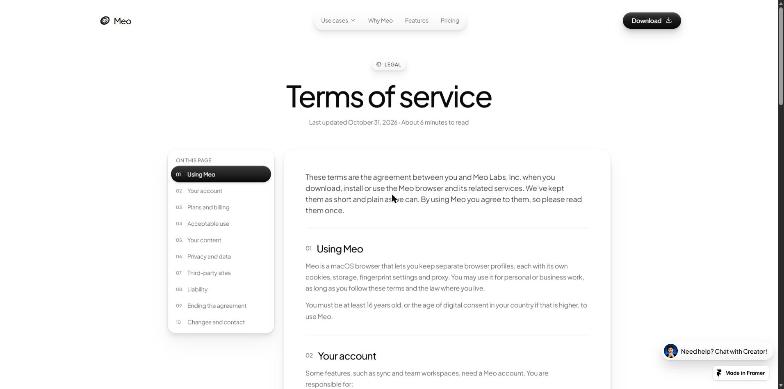 Meo
Use cases
Why Meo
Features
Pricing
Download
LEGAL
Terms of service
Last updated October 31, 2026 · About 6 minutes to read
ON THIS PAGE
01 Using Meo
02 Your account
03 Plans and billing
04 Acceptable use
05 Your content
06 Privacy and data
07 Third-party sites
08 Liability
09 Ending the agreement
10 Changes and contact
These terms are the agreement between you and Meo Labs, Inc. when you
download, install or use the Meo browser and its related services. We've kept
them as short and plain as we can. By using Meo you agree to them, so please read
them once.
01 Using Meo
Meo is a macOS browser that lets you keep separate browser profiles, each with its own
cookies, storage, fingerprint settings and proxy. You may use it for personal or business work,
as long as you follow these terms and the law where you live.
You must be at least 16 years old, or the age of digital consent in your country if that is higher, to
use Meo.
02 Your account
Some features, such as sync and team workspaces, need a Meo account. You are
responsible for:
Need help? Chat with Creator!
Made in Framer